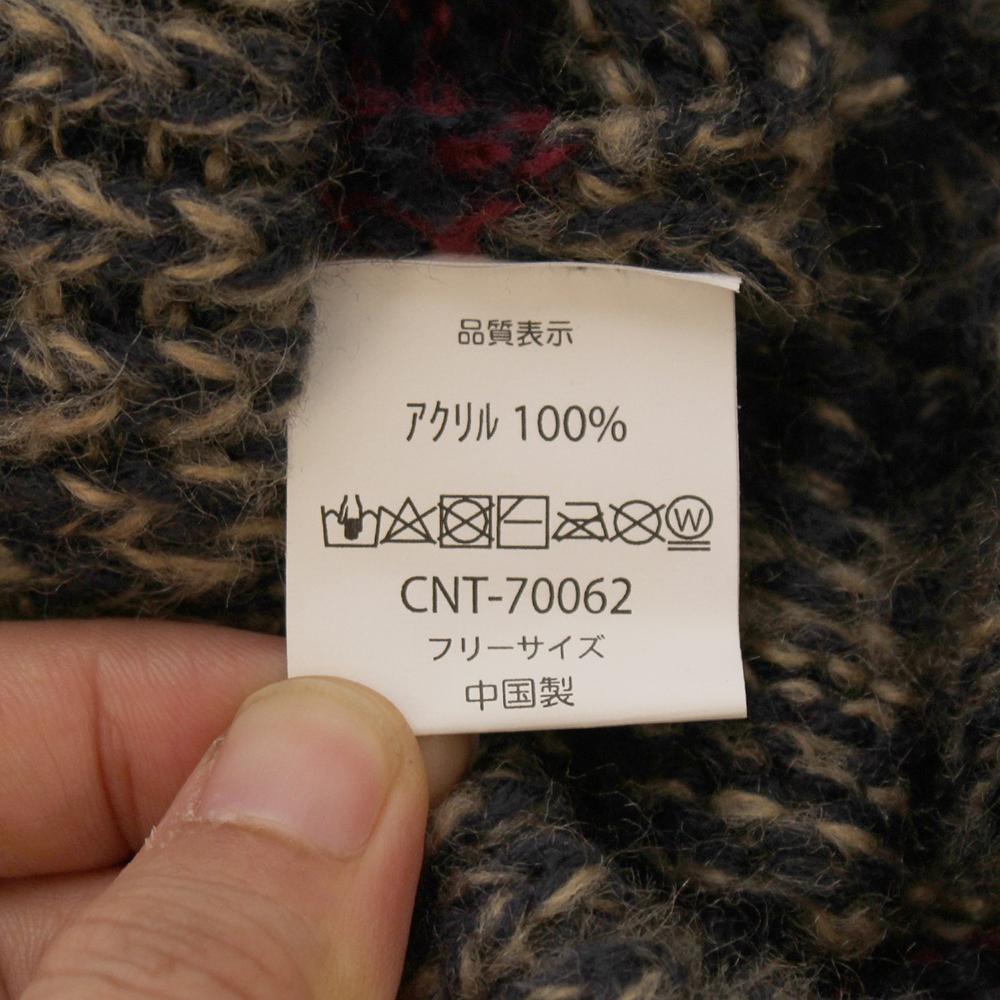 品質表示
アクリル 100%
W
CNT-70062
フリーサイズ
中国製